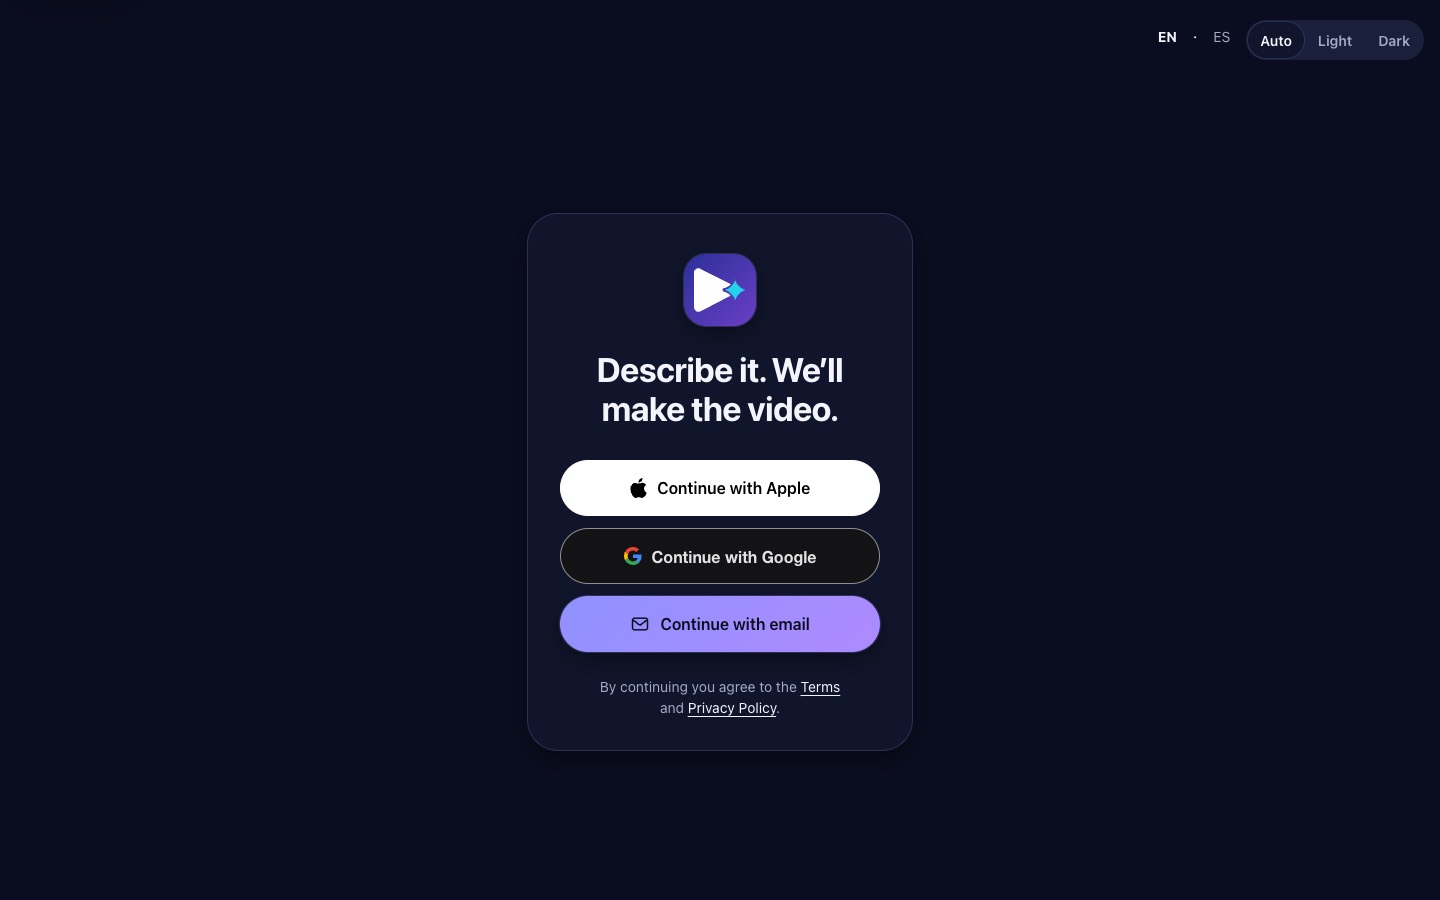 EN · ES Auto Light Dark
Describe it. We’ll
make the video.
Continue with Apple
Continue with Google
Continue with email
By continuing you agree to the Terms
and Privacy Policy.